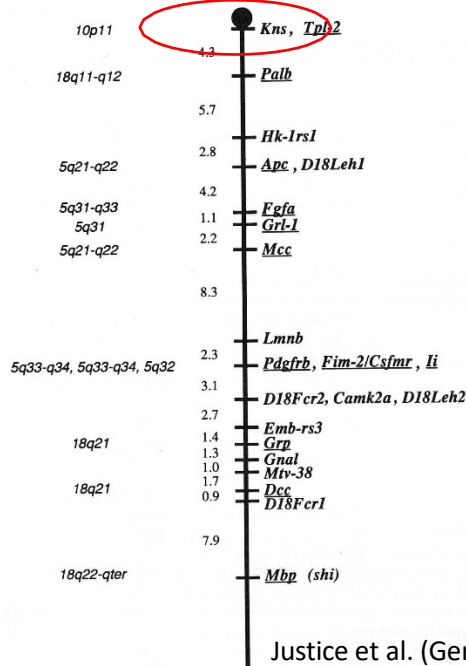 10p11 Kns, Tpl-2
4.3
18q11-q12 Palb
5.7
Hk-1rs1
2.8
5q21-q22 Apc , D18Leh1
4.2
5q31-q33 Fgfa
1.1
5q31 Grl-1
2.2
5q21-q22 Mcc
8.3
Lmnb
2.3
5q33-q34, 5q33-q34, 5q32 Pdgfrb, Fim-2/Csfmr , Ii
3.1
D18Fcr2, Camk2a, D18Leh2
2.7
Emb-rs3
1.4
18q21 Grp
1.3
Gnal
1.0
Mtv-38
1.7
18q21 Dcc
0.9
D18Fcr1
7.9
18q22-qter Mbp (shi)
Justice et al. (Ger